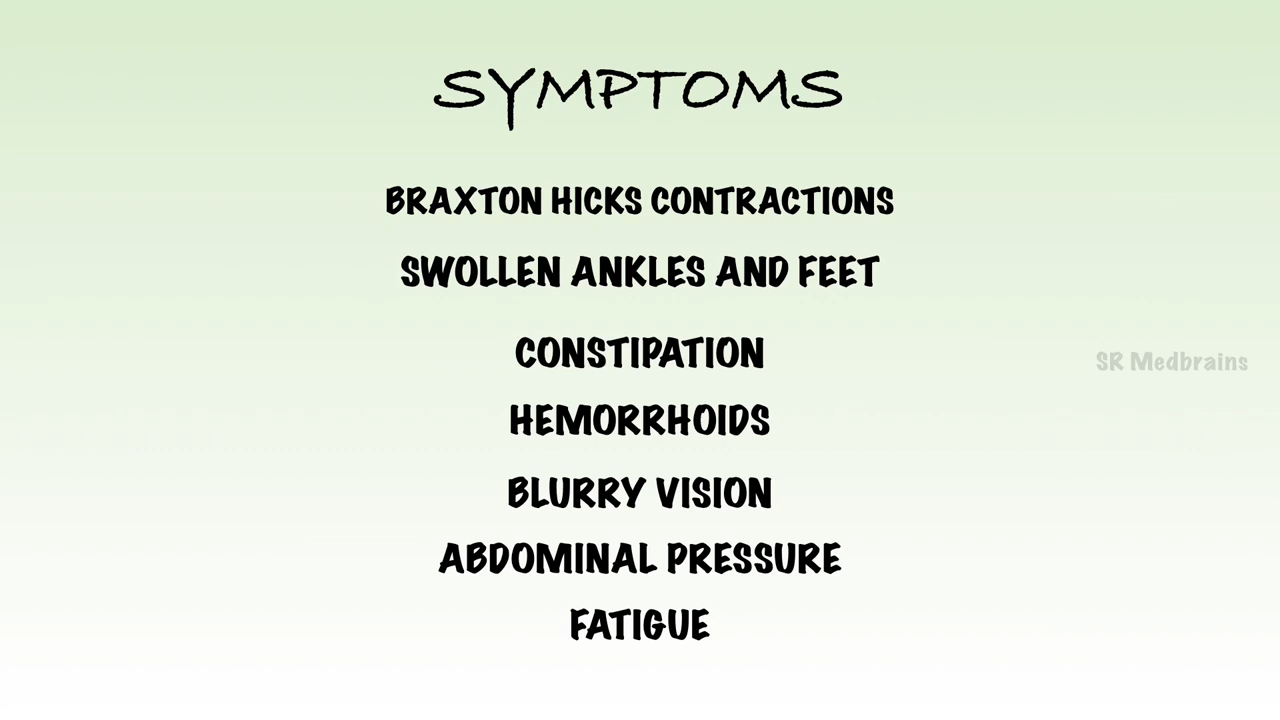 SYMPTOMS
BRAXTON HICKS CONTRACTIONS
SWOLLEN ANKLES AND FEET
CONSTIPATION
SR Medbrains
HEMORRHOIDS
BLURRY VISION
ABDOMINAL PRESSURE
FATIGUE